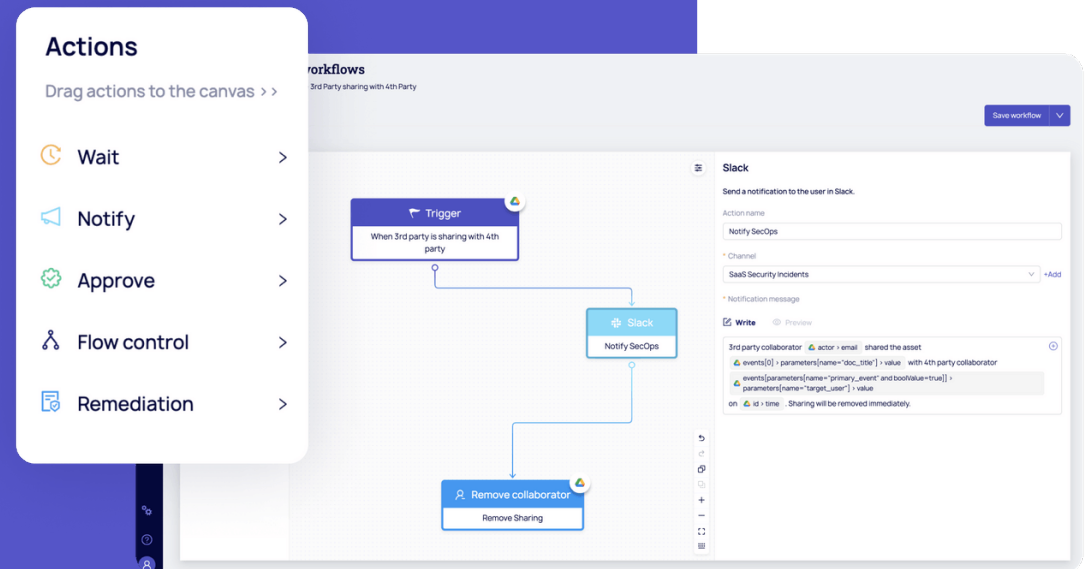 Actions
Drag actions to the canvas >>
Wait
Notify
Approve
Flow control
Remediation
3rd Party sharing with 4th Party
Save workflow
Trigger
When 3rd party is sharing with 4th
party
Slack
Notify SecOps
Remove collaborator
Remove Sharing
Slack
Send a notification to the user in Slack.
Action name
Notify SecOps
* Channel
SaaS Security Incidents
+Add
* Notification message
Write Preview
3rd party collaborator actor > email shared the asset
events[0] > parameters[name="doc_title"] > value with 4th party collaborator
events[parameters[name="primary_event" and boolValue=true]] >
parameters[name="target_user"] > value
on id > time . Sharing will be removed immediately.